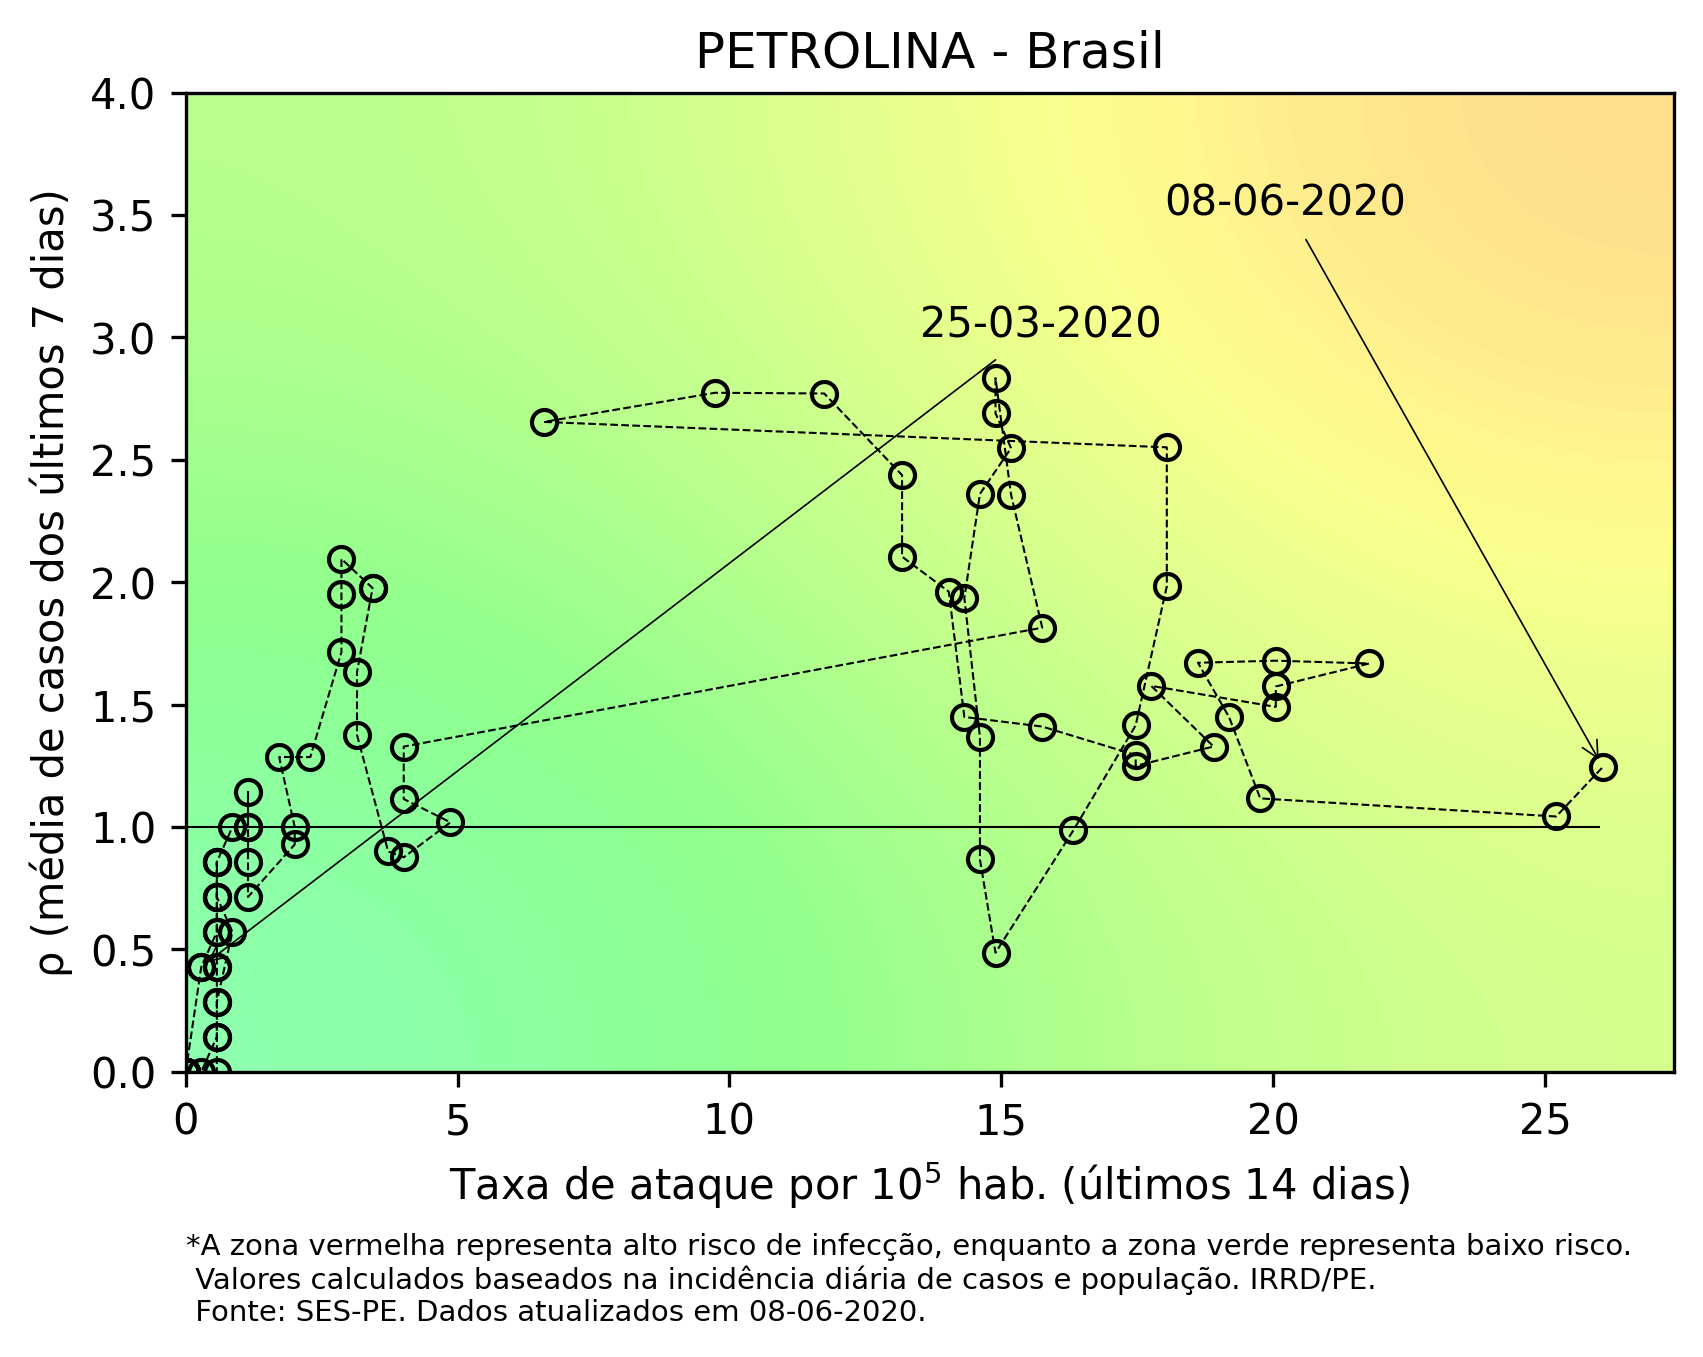 PETROLINA - Brasil
4.0
3.5
3.0
2.5
2.0
1.5
1.0
0.5
0.0
ρ (média de casos dos últimos 7 dias)
08-06-2020
25-03-2020
0 5 10 15 20 25
Taxa de ataque por 10⁵ hab. (últimos 14 dias)
*A zona vermelha representa alto risco de infecção, enquanto a zona verde representa baixo risco.
Valores calculados baseados na incidência diária de casos e população. IRRD/PE.
Fonte: SES-PE. Dados atualizados em 08-06-2020.